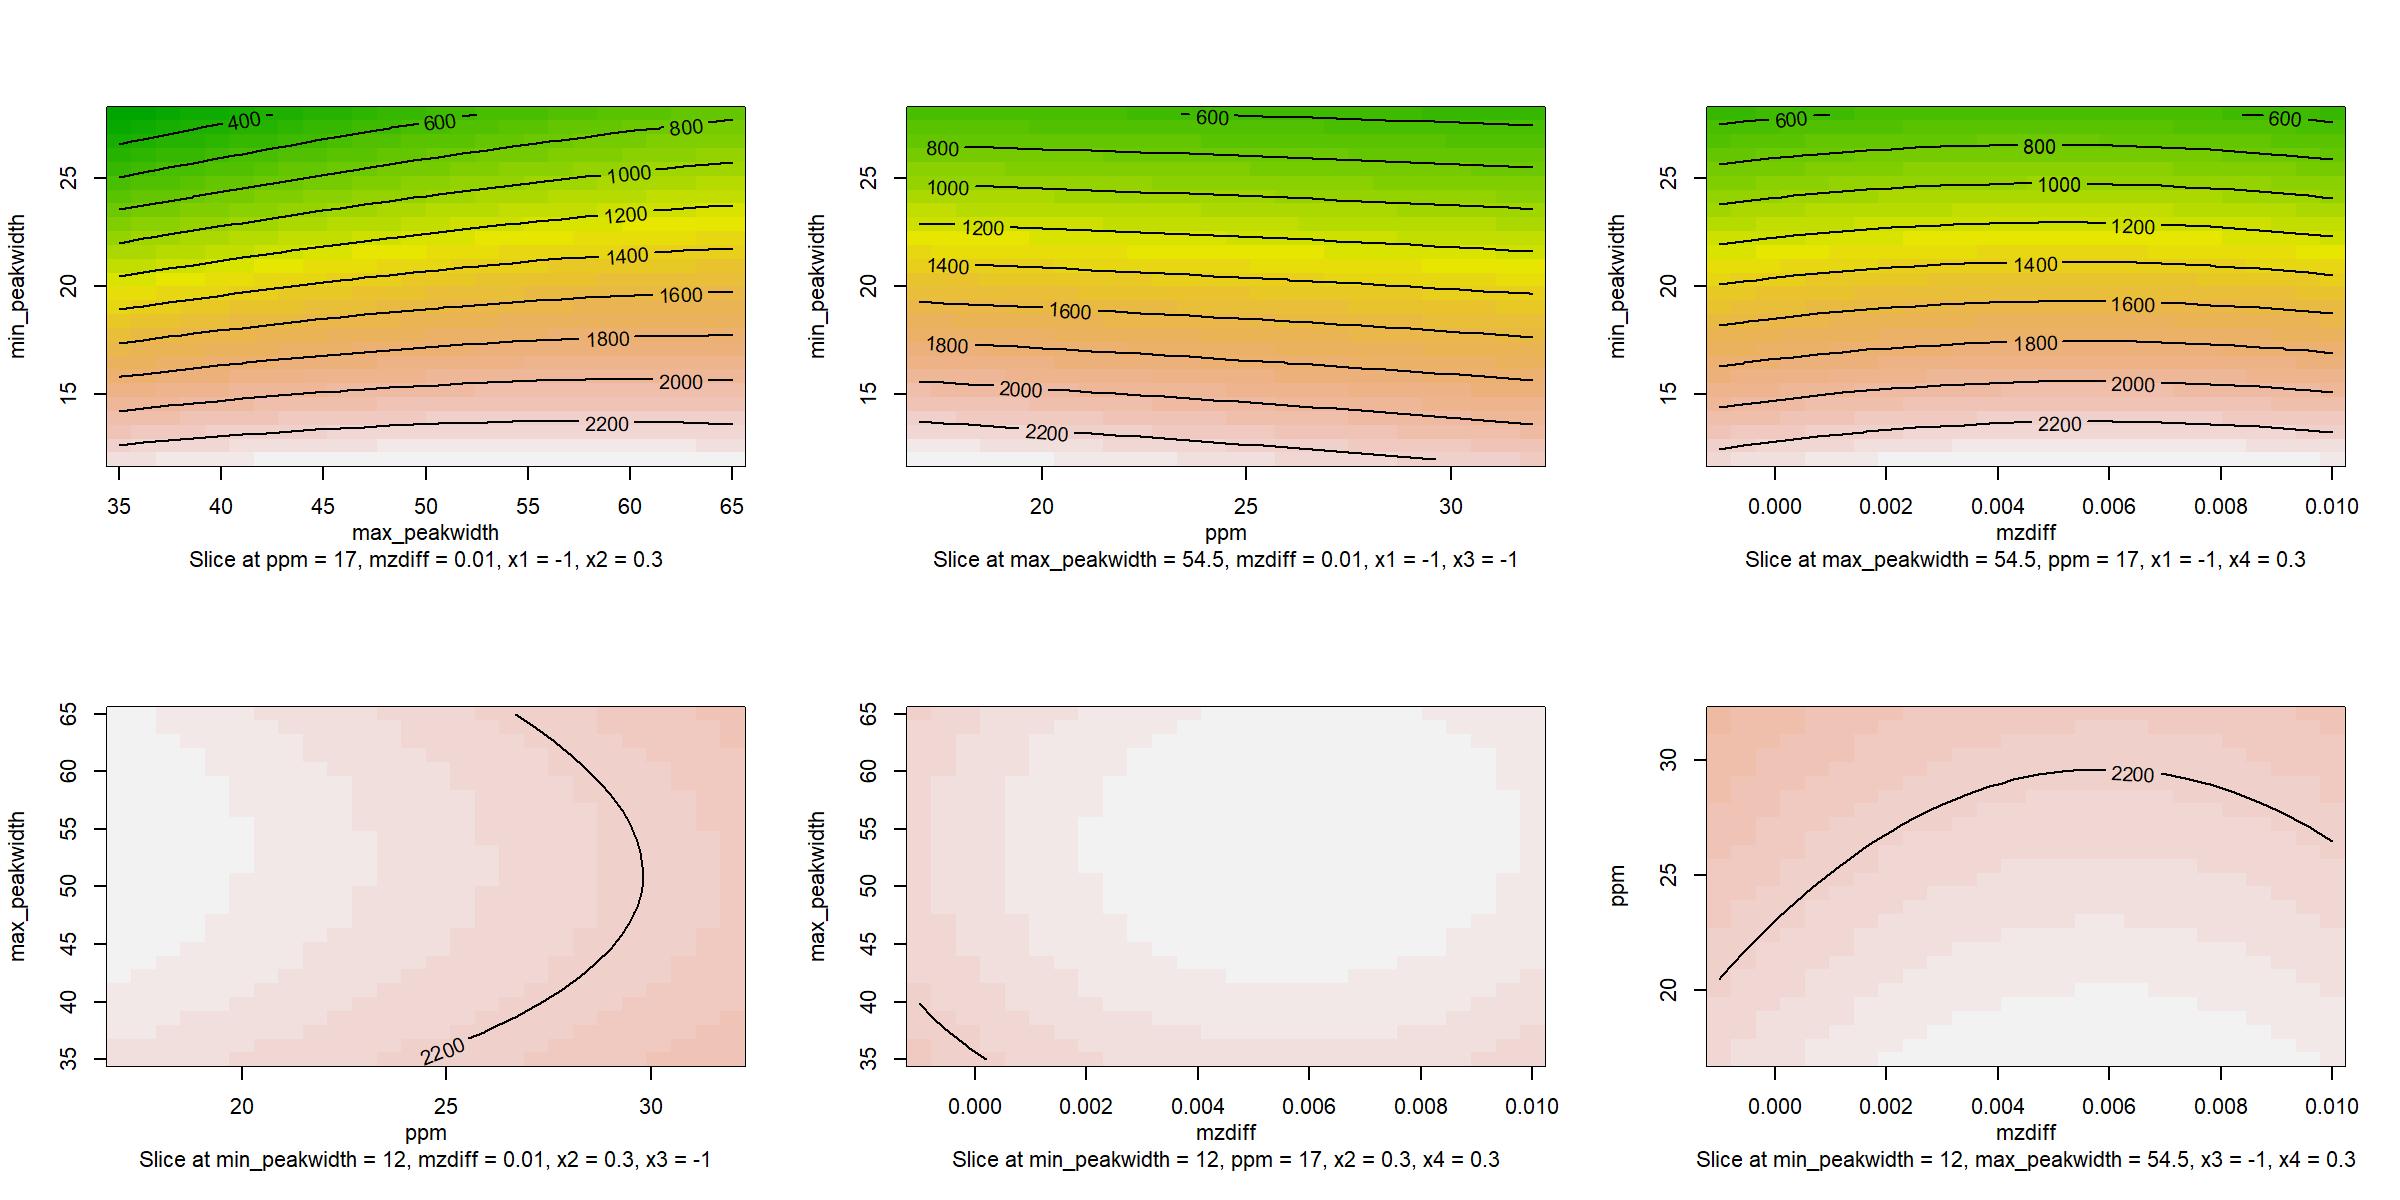 400 600 800
1000
1200
1400
1600
1800
2000
2200
25
20
15
min_peakwidth
35 40 45 50 55 60 65
max_peakwidth
Slice at ppm = 17, mzdiff = 0.01, x1 = -1, x2 = 0.3
600
800
1000
1200
1400
1600
1800
2000
2200
25
20
15
min_peakwidth
20 25 30
ppm
Slice at max_peakwidth = 54.5, mzdiff = 0.01, x1 = -1, x3 = -1
600 600
800
1000
1200
1400
1600
1800
2000
2200
25
20
15
min_peakwidth
0.000 0.002 0.004 0.006 0.008 0.010
mzdiff
Slice at max_peakwidth = 54.5, ppm = 17, x1 = -1, x4 = 0.3
65
60
55
50
45
40
35
max_peakwidth
2200
20 25 30
ppm
Slice at min_peakwidth = 12, mzdiff = 0.01, x2 = 0.3, x3 = -1
65
60
55
50
45
40
35
max_peakwidth
0.000 0.002 0.004 0.006 0.008 0.010
mzdiff
Slice at min_peakwidth = 12, ppm = 17, x2 = 0.3, x4 = 0.3
2200
30
25
20
ppm
0.000 0.002 0.004 0.006 0.008 0.010
mzdiff
Slice at min_peakwidth = 12, max_peakwidth = 54.5, x3 = -1, x4 = 0.3